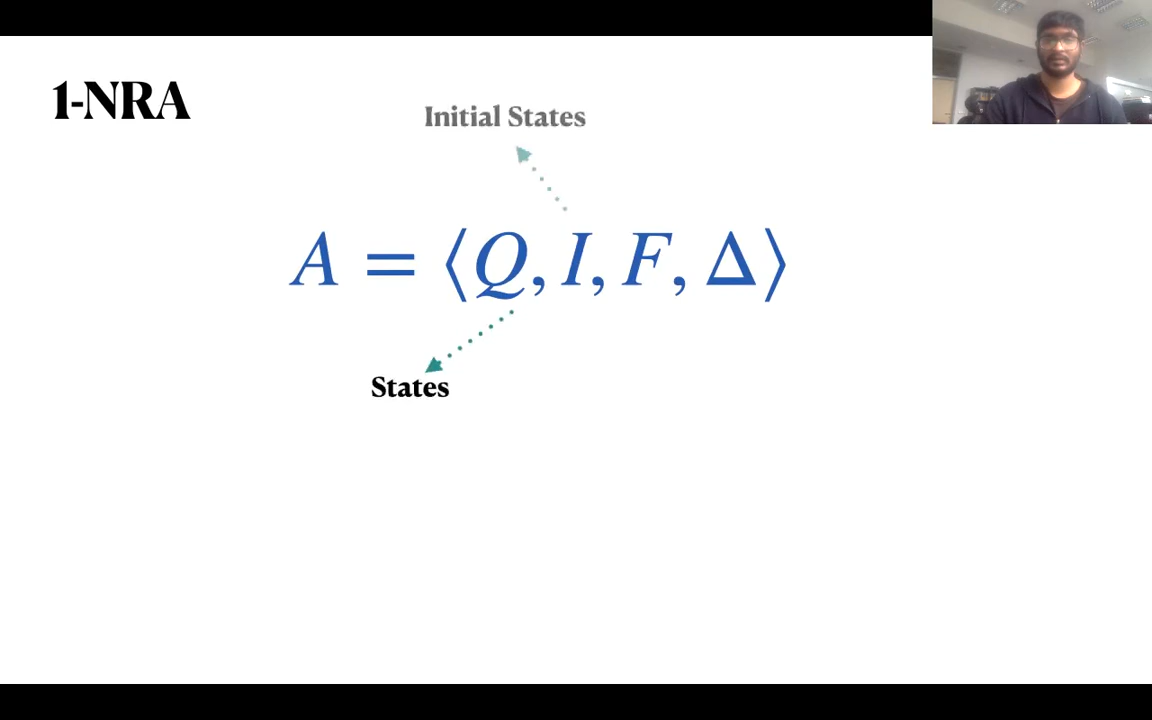 1-NRA
Initial States
A = ⟨Q, I, F, Δ⟩
States